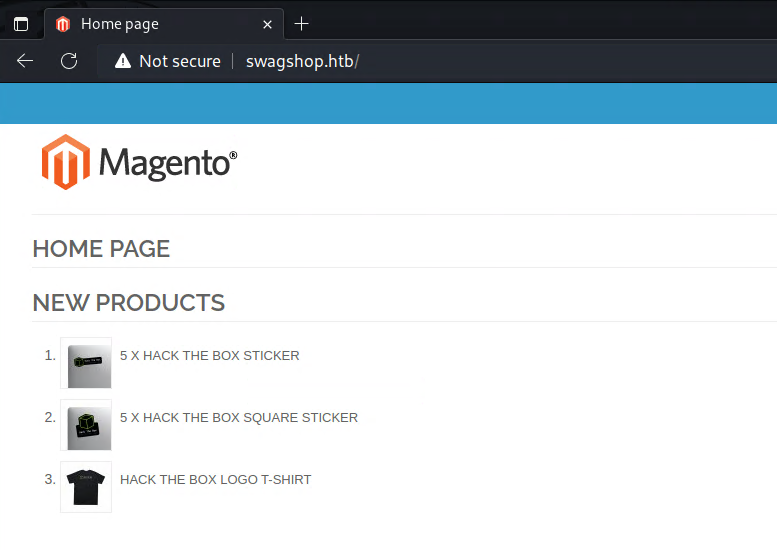 Home page
Not secure swagshop.htb/
Magento®
HOME PAGE
NEW PRODUCTS
1. 5 X HACK THE BOX STICKER
2. 5 X HACK THE BOX SQUARE STICKER
3. HACK THE BOX LOGO T-SHIRT